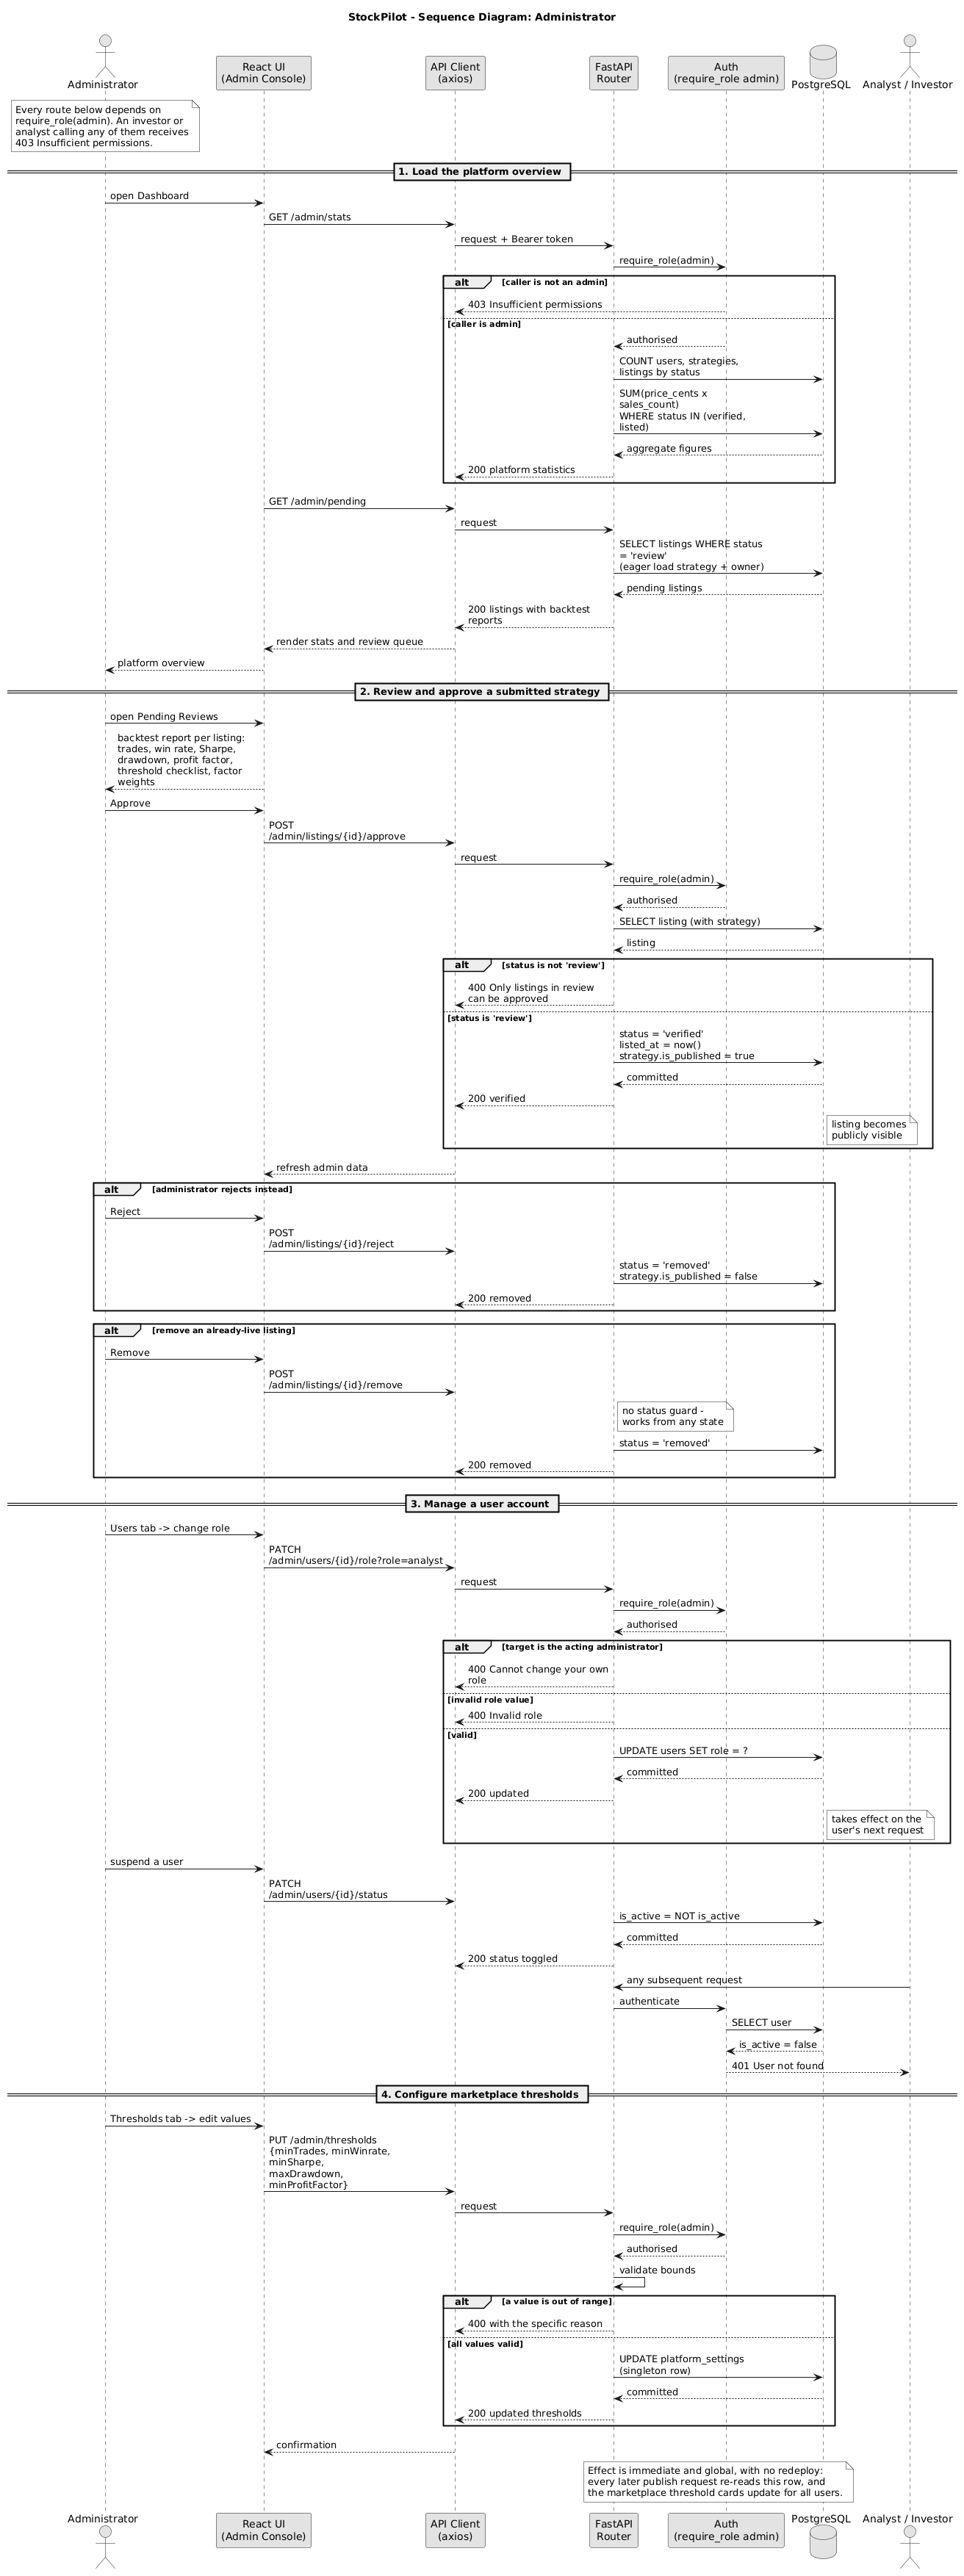 StockPilot - Sequence Diagram: Administrator
Administrator
React UI
(Admin Console)
API Client
(axios)
FastAPI
Router
Auth
(require_role admin)
PostgreSQL
Analyst / Investor
Every route below depends on
require_role(admin). An investor or
analyst calling any of them receives
403 Insufficient permissions.
1. Load the platform overview
open Dashboard
GET /admin/stats
request + Bearer token
require_role(admin)
alt [caller is not an admin]
403 Insufficient permissions
[caller is admin]
authorised
COUNT users, strategies,
listings by status
SUM(price_cents x
sales_count)
WHERE status IN (verified,
listed)
aggregate figures
200 platform statistics
GET /admin/pending
request
SELECT listings WHERE status
= 'review'
(eager load strategy + owner)
pending listings
200 listings with backtest
reports
render stats and review queue
platform overview
2. Review and approve a submitted strategy
open Pending Reviews
backtest report per listing:
trades, win rate, Sharpe,
drawdown, profit factor,
threshold checklist, factor
weights
Approve
POST
/admin/listings/{id}/approve
request
require_role(admin)
authorised
SELECT listing (with strategy)
listing
alt [status is not 'review']
400 Only listings in review
can be approved
[status is 'review']
status = 'verified'
listed_at = now()
strategy.is_published = true
committed
200 verified
listing becomes
publicly visible
refresh admin data
alt [administrator rejects instead]
Reject
POST
/admin/listings/{id}/reject
status = 'removed'
strategy.is_published = false
200 removed
alt [remove an already-live listing]
Remove
POST
/admin/listings/{id}/remove
no status guard -
works from any state
status = 'removed'
200 removed
3. Manage a user account
Users tab -> change role
PATCH
/admin/users/{id}/role?role=analyst
request
require_role(admin)
authorised
alt [target is the acting administrator]
400 Cannot change your own
role
[invalid role value]
400 Invalid role
[valid]
UPDATE users SET role = ?
committed
200 updated
takes effect on the
user's next request
suspend a user
PATCH
/admin/users/{id}/status
is_active = NOT is_active
committed
200 status toggled
any subsequent request
authenticate
SELECT user
is_active = false
401 User not found
4. Configure marketplace thresholds
Thresholds tab -> edit values
PUT /admin/thresholds
{minTrades, minWinrate,
minSharpe,
maxDrawdown,
minProfitFactor}
request
require_role(admin)
authorised
validate bounds
alt [a value is out of range]
400 with the specific reason
[all values valid]
UPDATE platform_settings
(singleton row)
committed
200 updated thresholds
confirmation
Effect is immediate and global, with no redeploy:
every later publish request re-reads this row, and
the marketplace threshold cards update for all users.
Administrator
React UI
(Admin Console)
API Client
(axios)
FastAPI
Router
Auth
(require_role admin)
PostgreSQL
Analyst / Investor